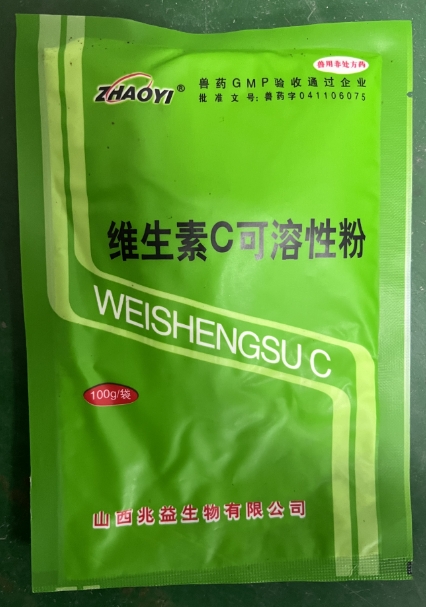 兽用非处方药
ZHAOYI®
兽药GMP验收通过企业
批准文号:兽药字041106075
维生素C可溶性粉
WEISHENGSU C
100g/袋
山西兆益生物有限公司